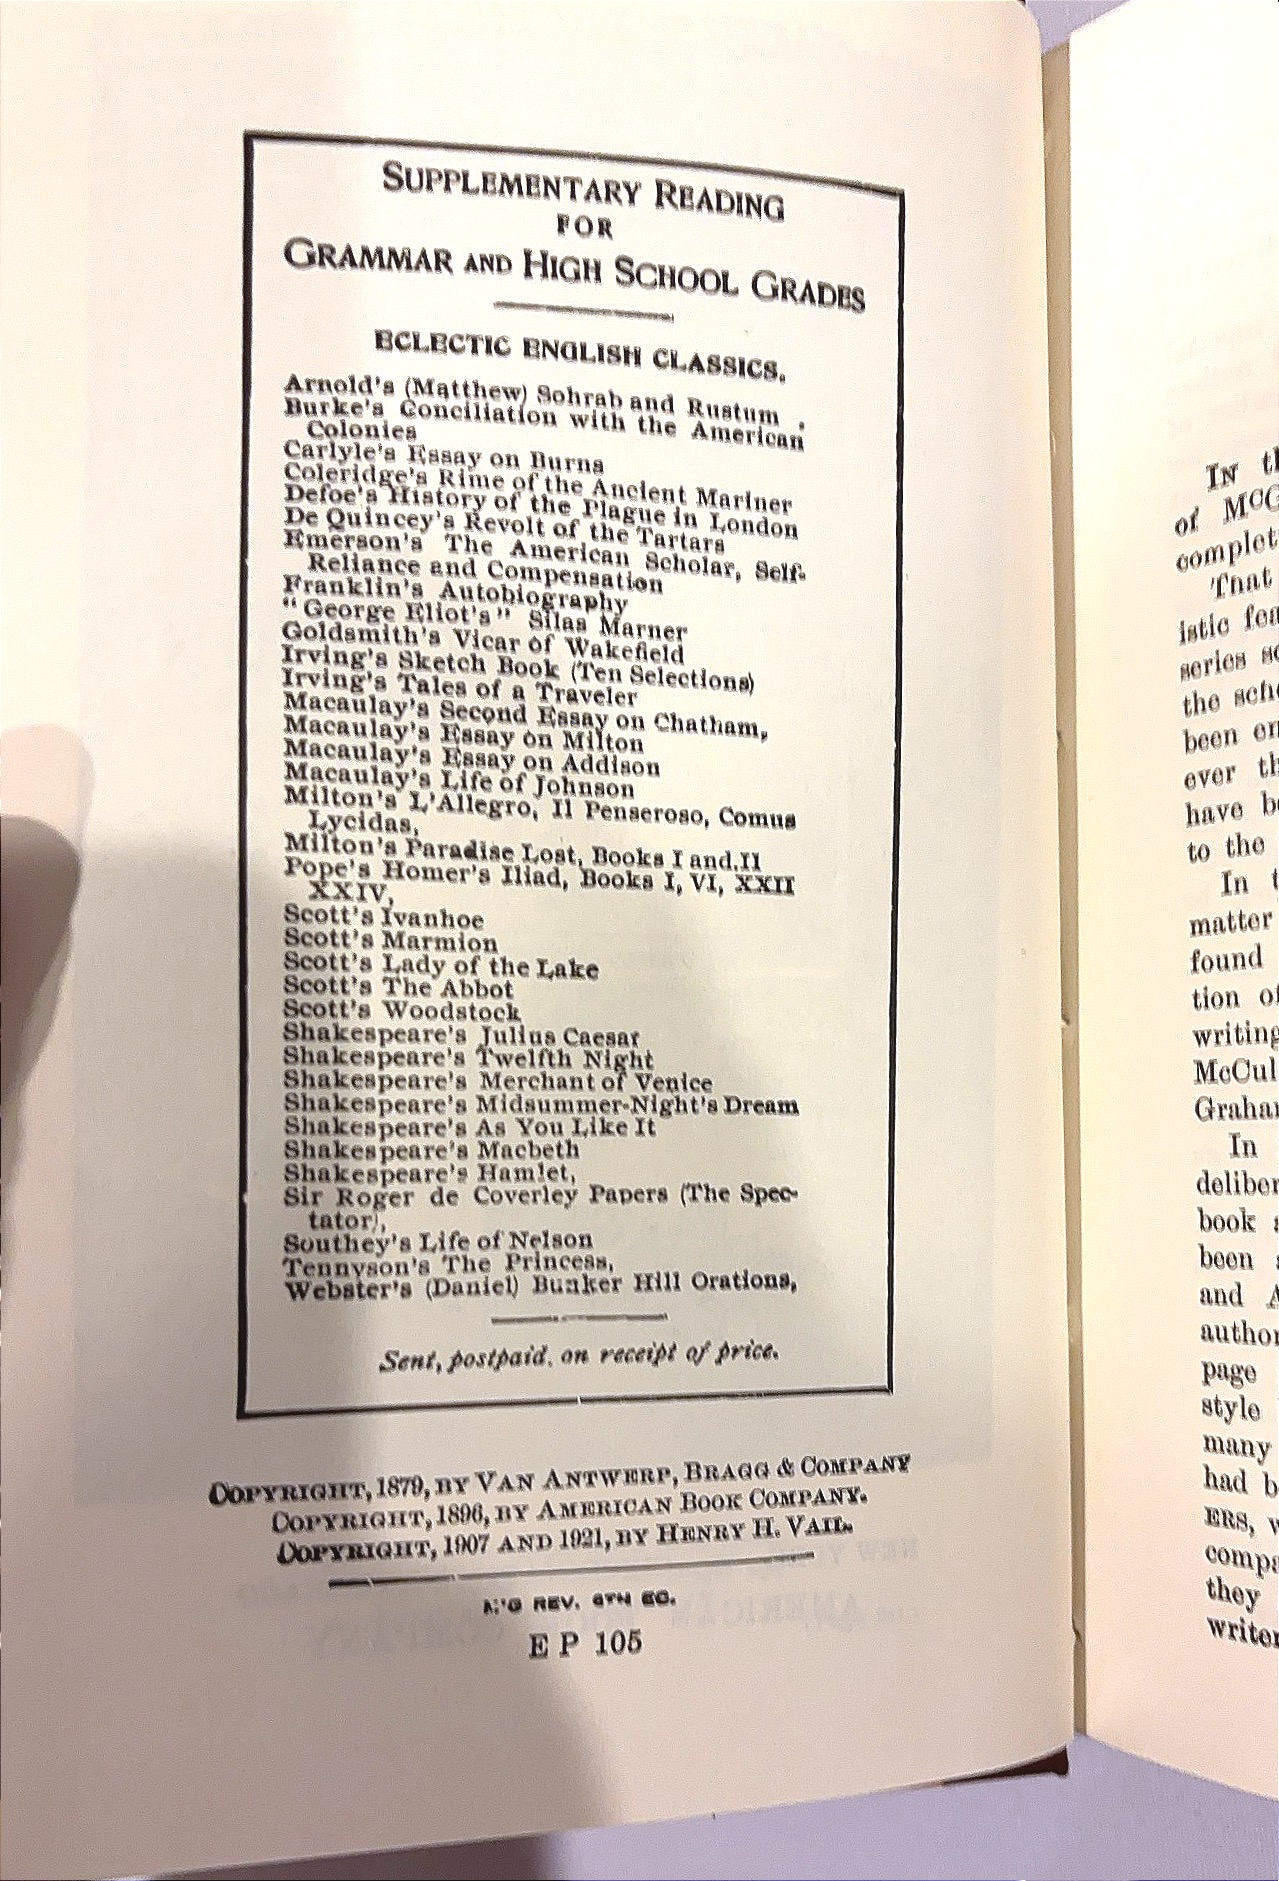 SUPPLEMENTARY READING
FOR
GRAMMAR AND HIGH SCHOOL GRADES
ECLECTIC ENGLISH CLASSICS.
Arnold's (Matthew) Sohrab and Rustum .
Burke's Conciliation with the American
Colonies
Carlyle's Essay on Burns
Coleridge's Rime of the Ancient Mariner
Defoe's History of the Plague in London
De Quincey's Revolt of the Tartars
Emerson's The American Scholar, Self-
Reliance and Compensation
Franklin's Autobiography
"George Eliot's" Silas Marner
Goldsmith's Vicar of Wakefield
Irving's Sketch Book (Ten Selections)
Irving's Tales of a Traveler
Macaulay's Second Essay on Chatham,
Macaulay's Essay on Milton
Macaulay's Essay on Addison
Macaulay's Life of Johnson
Milton's L'Allegro, Il Penseroso, Comus
Lycidas,
Milton's Paradise Lost, Books I and II
Pope's Homer's Iliad, Books I, VI, XXII
XXIV,
Scott's Ivanhoe
Scott's Marmion
Scott's Lady of the Lake
Scott's The Abbot
Scott's Woodstock
Shakespeare's Julius Caesar
Shakespeare's Twelfth Night
Shakespeare's Merchant of Venice
Shakespeare's Midsummer-Night's Dream
Shakespeare's As You Like It
Shakespeare's Macbeth
Shakespeare's Hamlet,
Sir Roger de Coverley Papers (The Spec-
tator),
Southey's Life of Nelson
Tennyson's The Princess,
Webster's (Daniel) Bunker Hill Orations,
Sent, postpaid, on receipt of price.
COPYRIGHT, 1879, BY VAN ANTWERP, BRAGG & COMPANY
COPYRIGHT, 1896, BY AMERICAN BOOK COMPANY.
COPYRIGHT, 1907 AND 1921, BY HENRY H. VAIL.
M'G REV. 6TH EC.
E P 105
IN
of
complet
That
istic
series
the
been
ever
have
to the
In
matter
found
tion
writing
In
book
been
and
page
style
many
had
ERS,
they